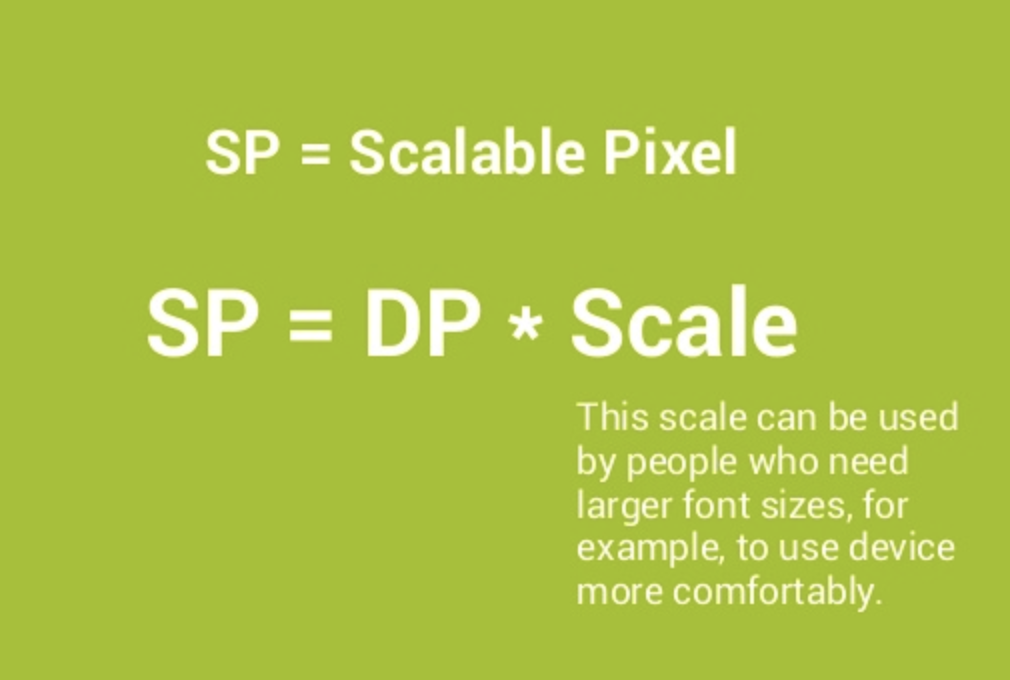 SP = Scalable Pixel
SP = DP * Scale
This scale can be used
by people who need
larger font sizes, for
example, to use device
more comfortably.